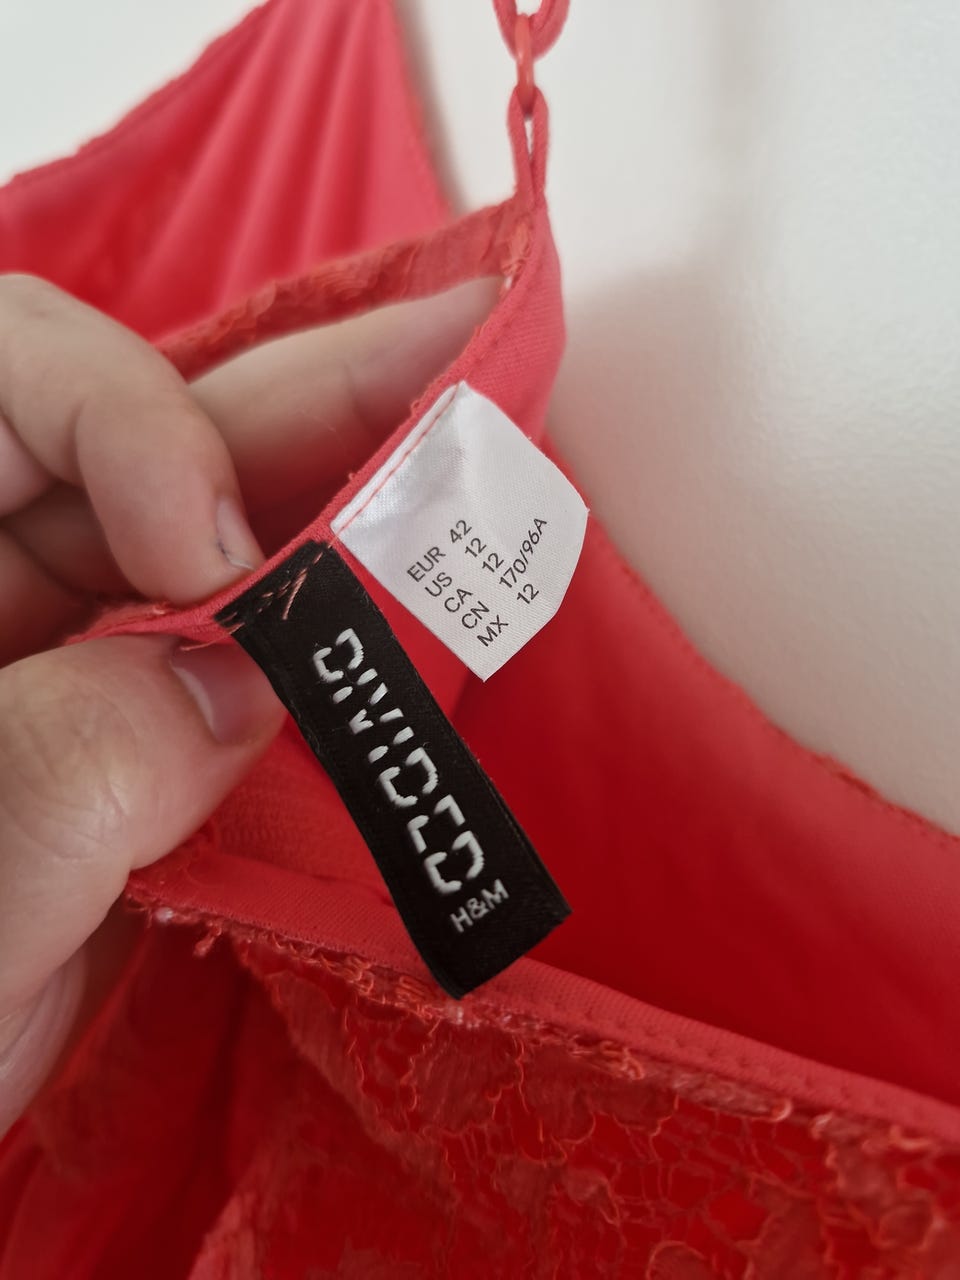 EUR 42
US 12
CA 12
CN 170/96A
MX 12
DIVIDED
H&M